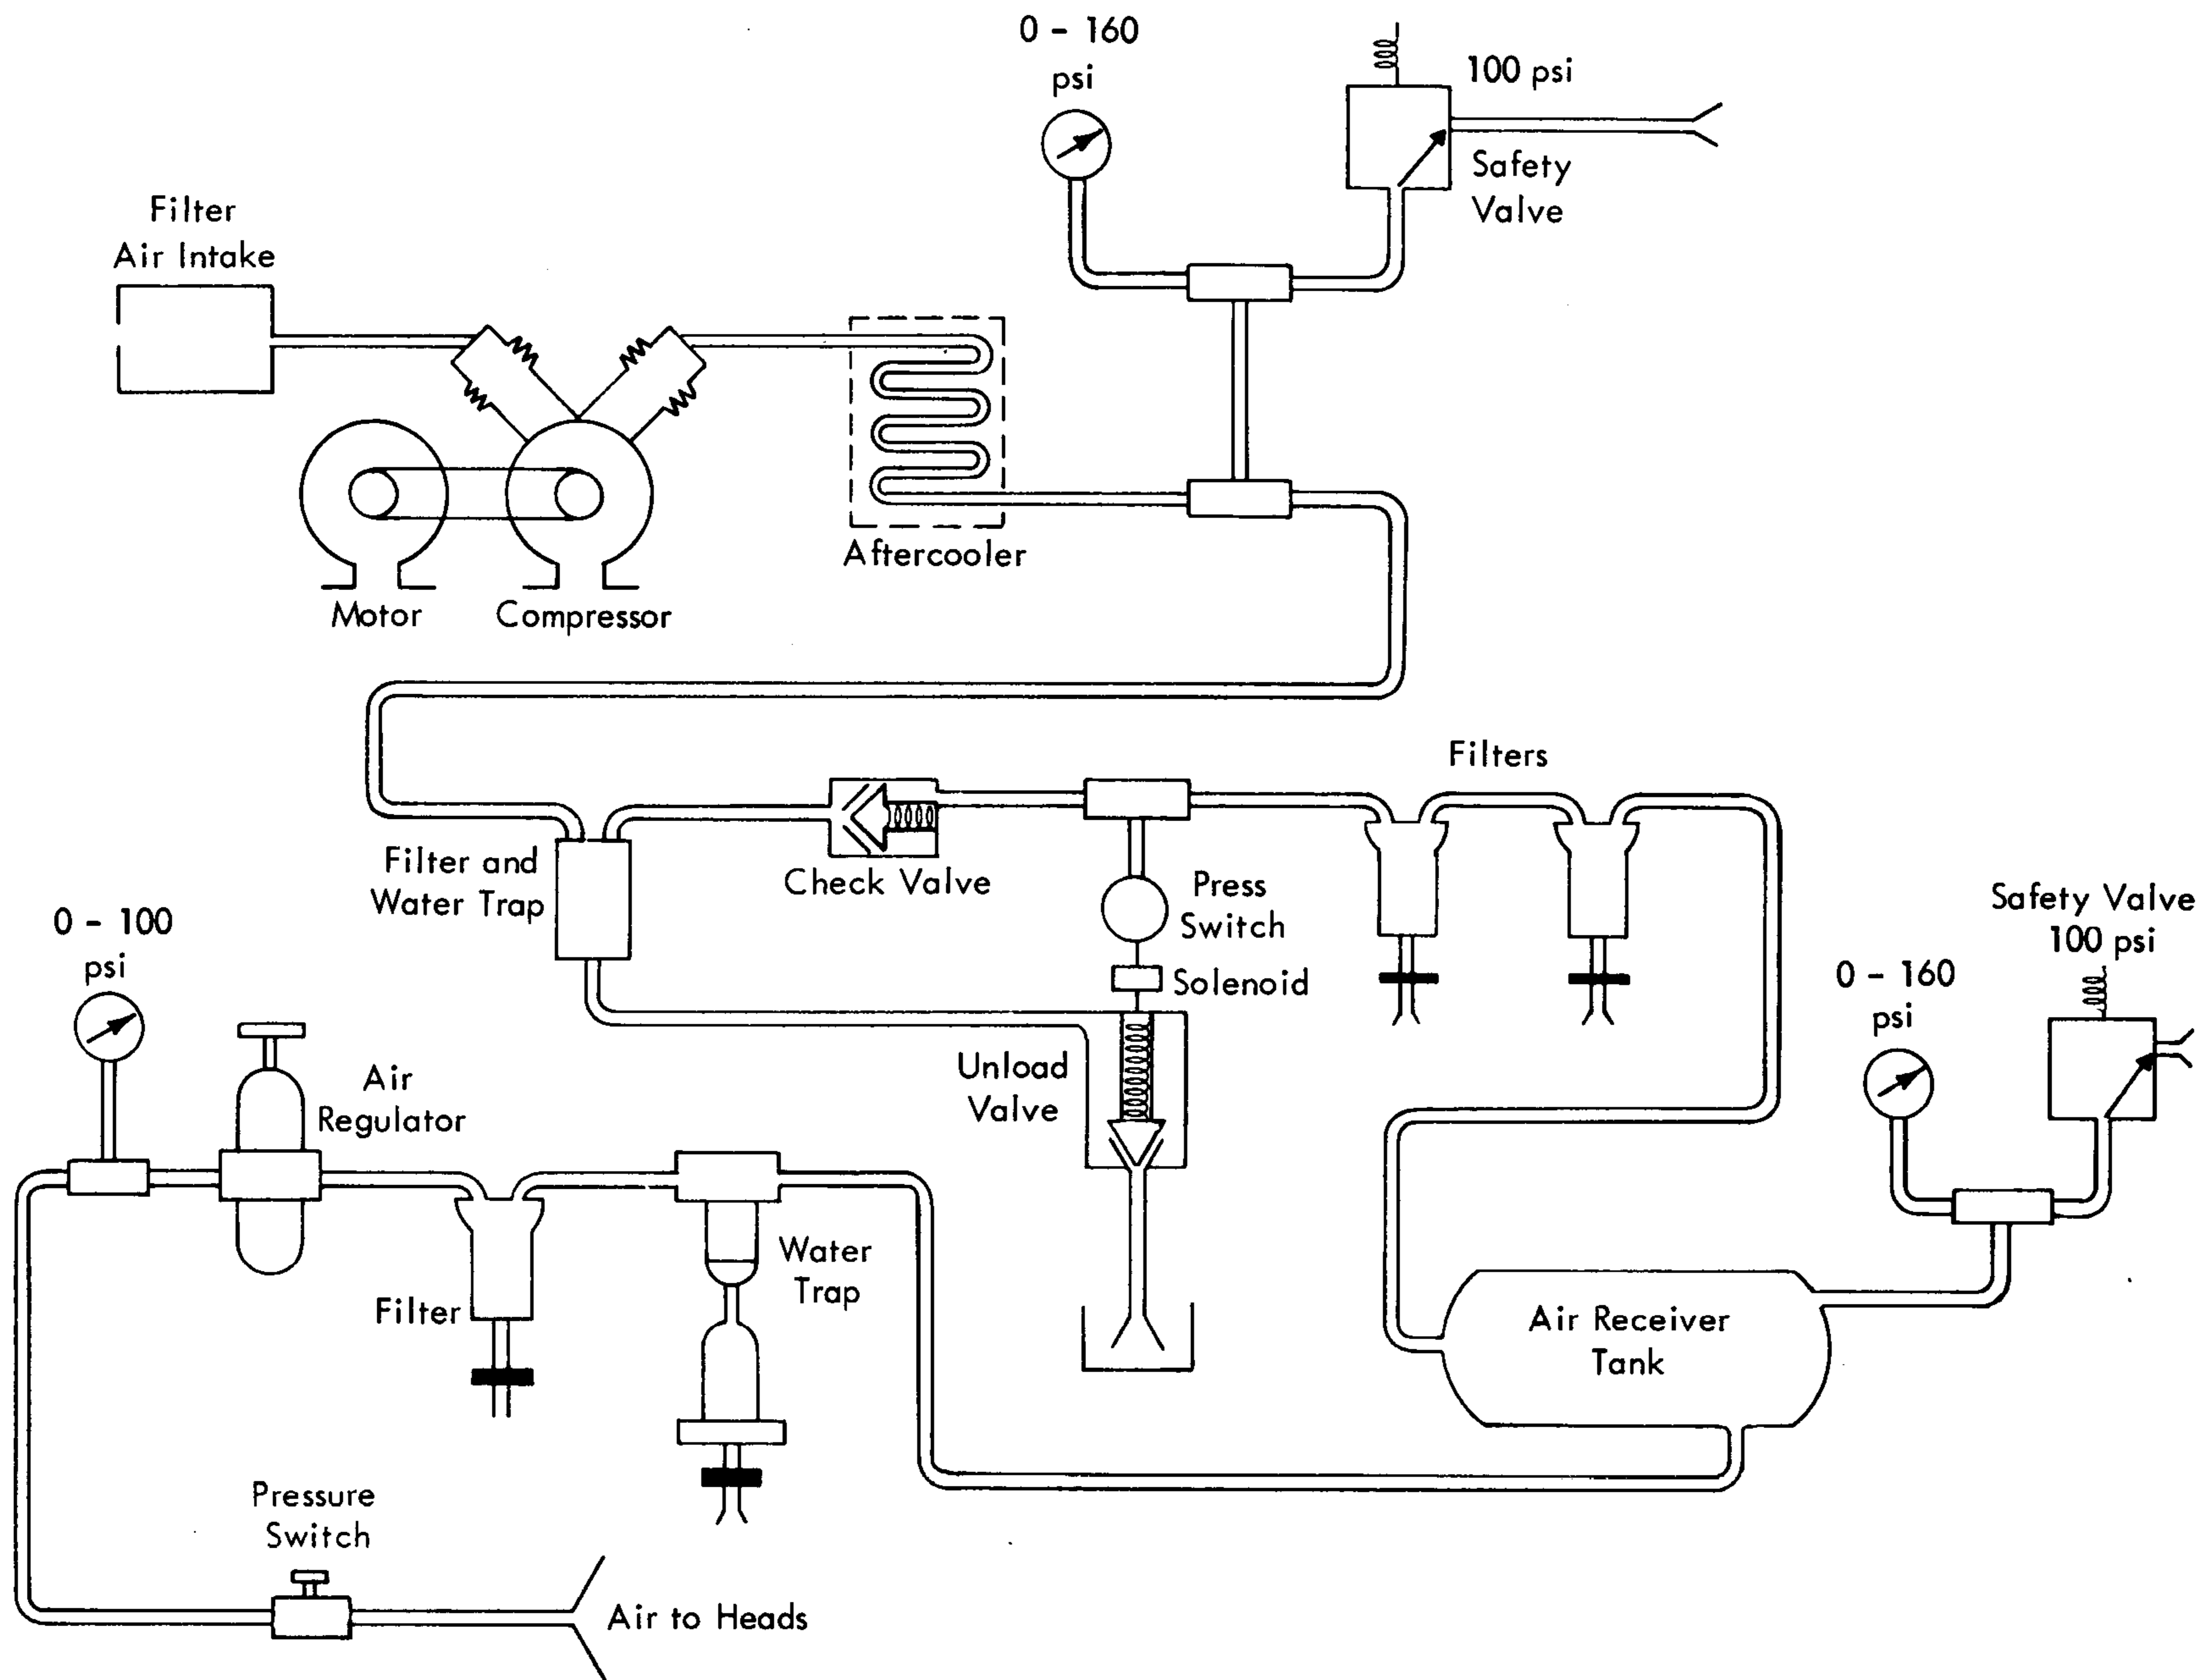 0 – 160
psi
100 psi
Safety
Valve
Filter
Air Intake
Aftercooler
Motor
Compressor
Filters
Filter and
Water Trap
Check Valve
Press
Switch
Solenoid
Safety Valve
100 psi
0 – 160
psi
0 – 100
psi
Air
Regulator
Unload
Valve
Water
Trap
Filter
Air Receiver
Tank
Pressure
Switch
Air to Heads